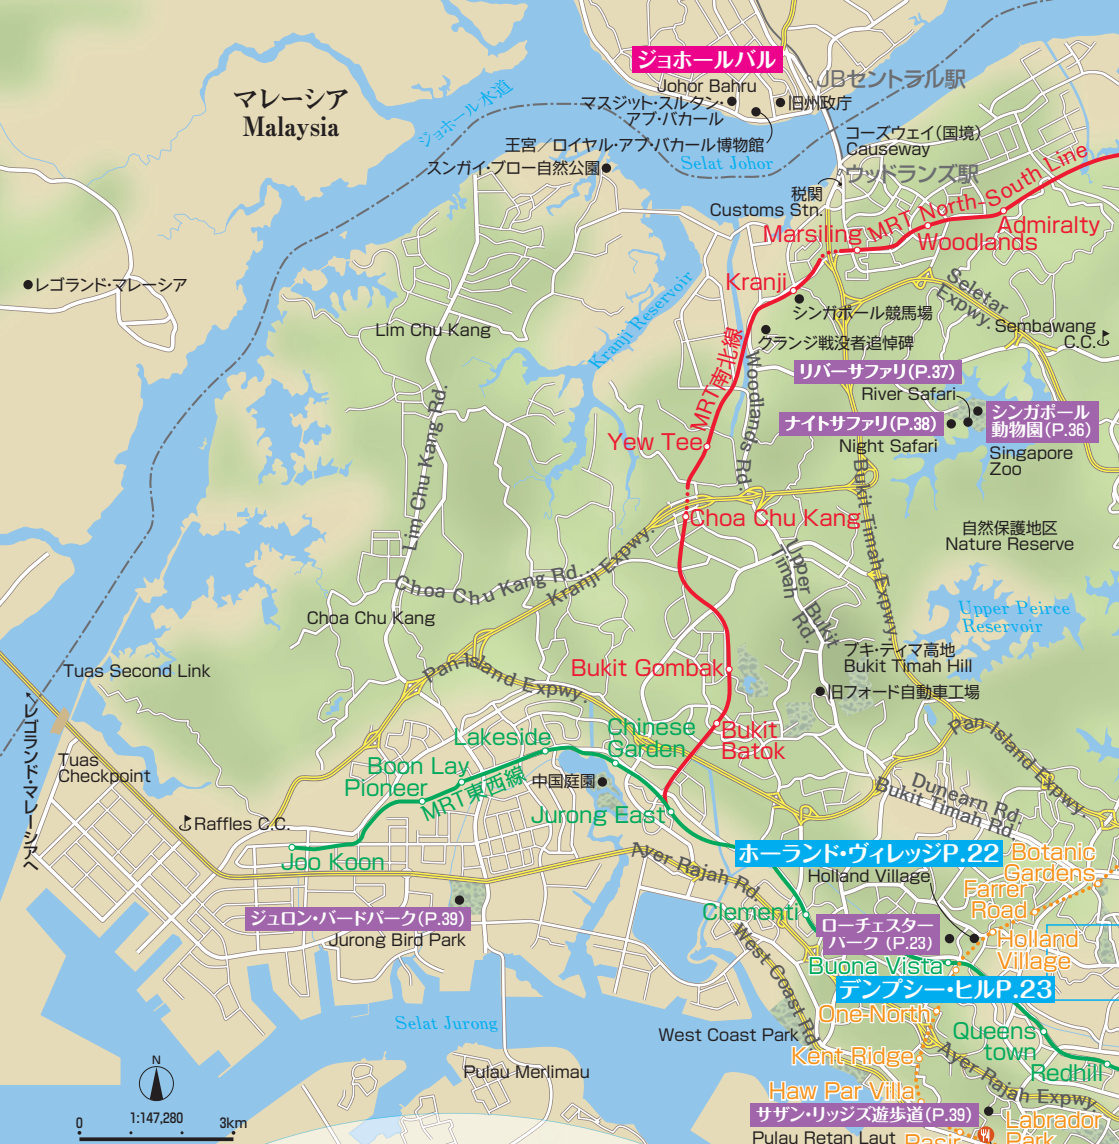 ジョホールバル
Johor Bahru
マスジット・スルタン・
アブ・バカール
旧州政庁
JBセントラル駅
王宮／ロイヤル・アブ・バカール博物館
マレーシア
Malaysia
ジョホール水道
Selat Johor
コーズウェイ(国境)
Causeway
ウッドランズ駅
スンガイ・ブロー自然公園
税関
Customs Stn.
MRT North-South Line
Marsiling
Woodlands
Admiralty
Kranji
シンガポール競馬場
クランジ戦没者追悼碑
Seletar
Expwy.
Sembawang
C.C.
レゴランド・マレーシア
Lim Chu Kang
Kranji Reservoir
MRT南北線
Woodlands Rd.
リバーサファリ(P.37)
River Safari
ナイトサファリ(P.38)
Night Safari
シンガポール
動物園(P.36)
Singapore
Zoo
Lim Chu Kang Rd.
Yew Tee
Bukit Timah Expwy.
Choa Chu Kang
自然保護地区
Nature Reserve
Upper Bukit
Timah Rd.
Kranji Expwy.
Choa Chu Kang Rd.
Choa Chu Kang
Upper Peirce
Reservoir
ブキ・ティマ高地
Bukit Timah Hill
旧フォード自動車工場
Bukit Gombak
Tuas Second Link
Pan-Island Expwy.
Pan-Island Expwy.
←レゴランド・マレーシアへ
Tuas
Checkpoint
Lakeside
Chinese
Garden
Bukit
Batok
Boon Lay
Pioneer
MRT東西線
中国庭園
Jurong East
Raffles C.C.
Joo Koon
Dunearn Rd.
Bukit Timah Rd.
Ayer Rajah Rd.
ホーランド・ヴィレッジP.22
Holland Village
Botanic
Gardens
Farrer
Road
Clementi
ジュロン・バードパーク(P.39)
Jurong Bird Park
ローチェスター
パーク (P.23)
Holland
Village
Buona Vista
デンプシー・ヒルP.23
West Coast Rd.
One-North
Selat Jurong
West Coast Park
Queens
town
Kent Ridge
Redhill
Ayer Rajah Expwy.
Pulau Merlimau
Haw Par Villa
サザン・リッジズ遊歩道(P.39)
Labrador
Park
Pasir
Pulau Retan Laut
N
1:147,280
0
3km